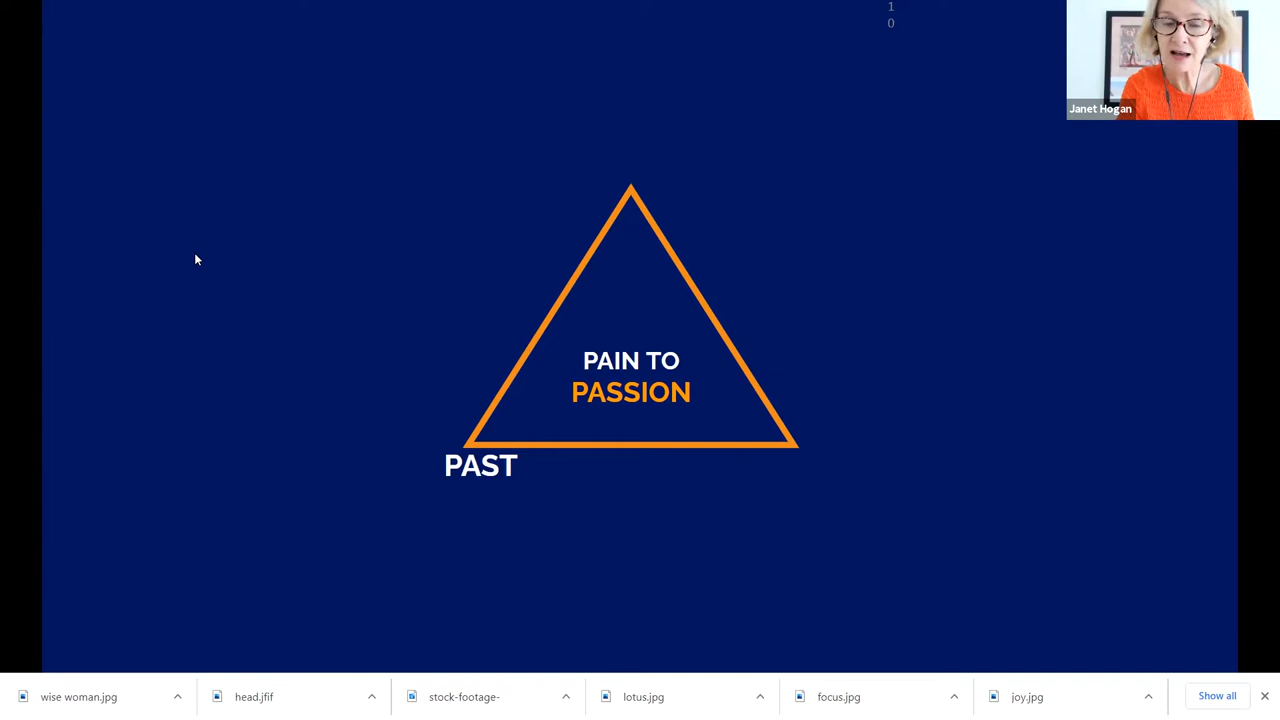 1
0
Janet Hogan
PAIN TO
PASSION
PAST
wise woman.jpg
head.jfif
stock-footage-
lotus.jpg
focus.jpg
joy.jpg
Show all